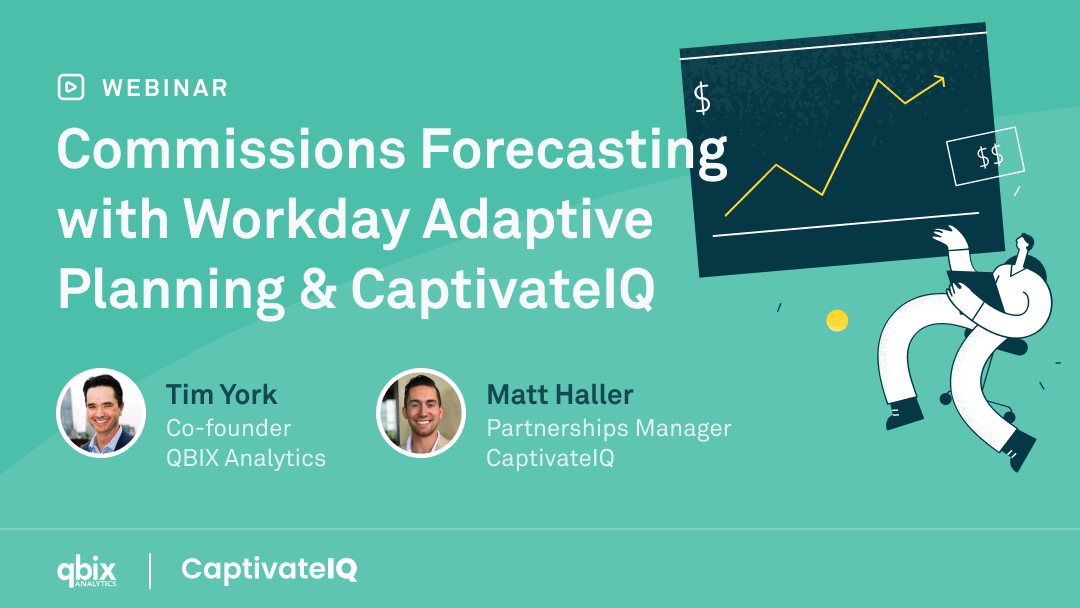 WEBINAR
Commissions Forecasting
with Workday Adaptive
Planning & CaptivateIQ
$
$$
Tim York
Co-founder
QBIX Analytics
Matt Haller
Partnerships Manager
CaptivateIQ
qbix
ANALYTICS
CaptivateIQ